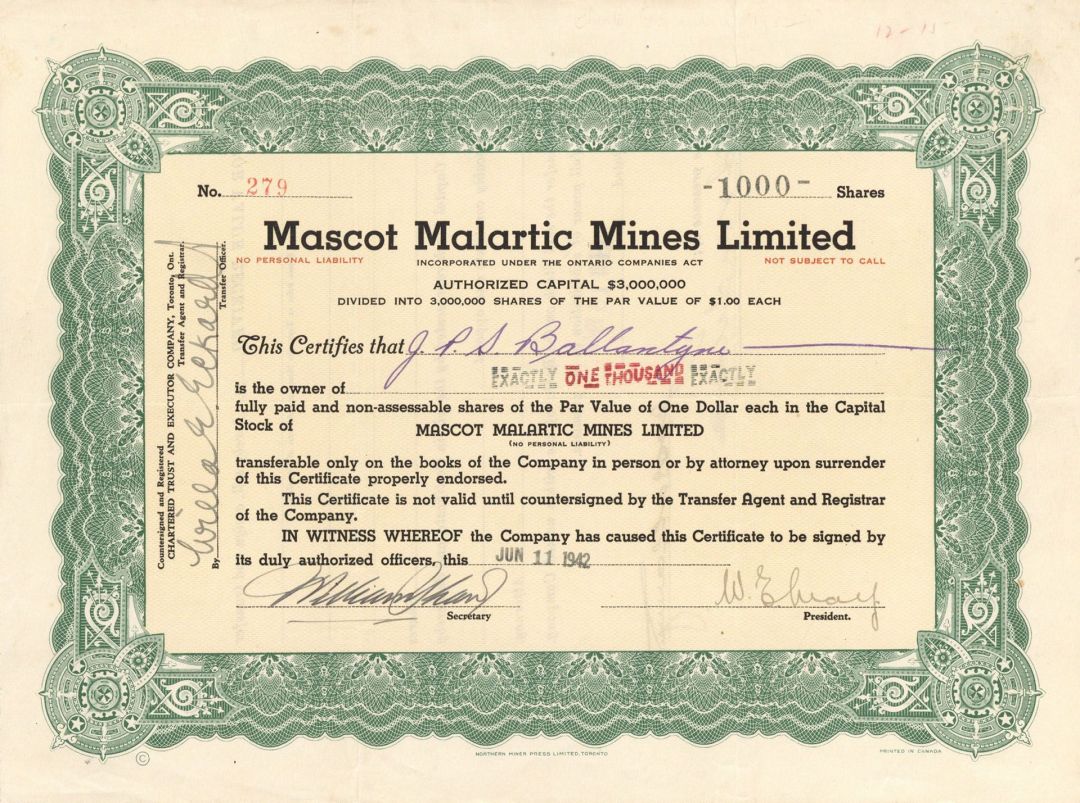 12-15
No. 279
-1000- Shares
Mascot Malartic Mines Limited
NO PERSONAL LIABILITY INCORPORATED UNDER THE ONTARIO COMPANIES ACT NOT SUBJECT TO CALL
AUTHORIZED CAPITAL $3,000,000
DIVIDED INTO 3,000,000 SHARES OF THE PAR VALUE OF $1.00 EACH
This Certifies that J. P. S. Ballantyne
is the owner of EXACTLY ONE THOUSAND EXACTLY
fully paid and non-assessable shares of the Par Value of One Dollar each in the Capital
Stock of MASCOT MALARTIC MINES LIMITED
(NO PERSONAL LIABILITY)
transferable only on the books of the Company in person or by attorney upon surrender
of this Certificate properly endorsed.
This Certificate is not valid until countersigned by the Transfer Agent and Registrar
of the Company.
IN WITNESS WHEREOF the Company has caused this Certificate to be signed by
its duly authorized officers, this JUN 11 1942
Secretary
President.
Countersigned and Registered
CHARTERED TRUST AND EXECUTOR COMPANY, Toronto, Ont.
Transfer Agent and Registrar.
By
Transfer Officer.
©
NORTHERN MINER PRESS LIMITED, TORONTO
PRINTED IN CANADA